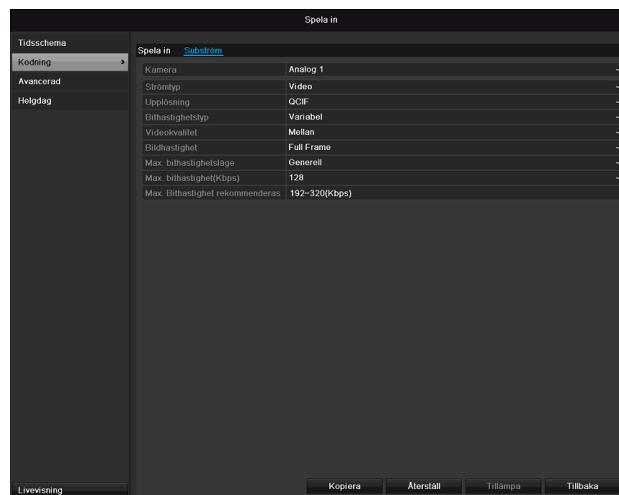 Spela in
Tidsschema
Kodning
Avancerad
Helgdag
Spela in Subström
Kamera Analog 1
Strömtyp Video
Upplösning QCIF
Bithastighetstyp Variabel
Videokvalitet Mellan
Bildhastighet Full Frame
Max. bithastighetsläge Generell
Max. bithastighet(Kbps) 128
Max. Bithastighet rekommenderas 192~320(Kbps)
Livevisning
Kopiera Återställ Tillämpa Tillbaka